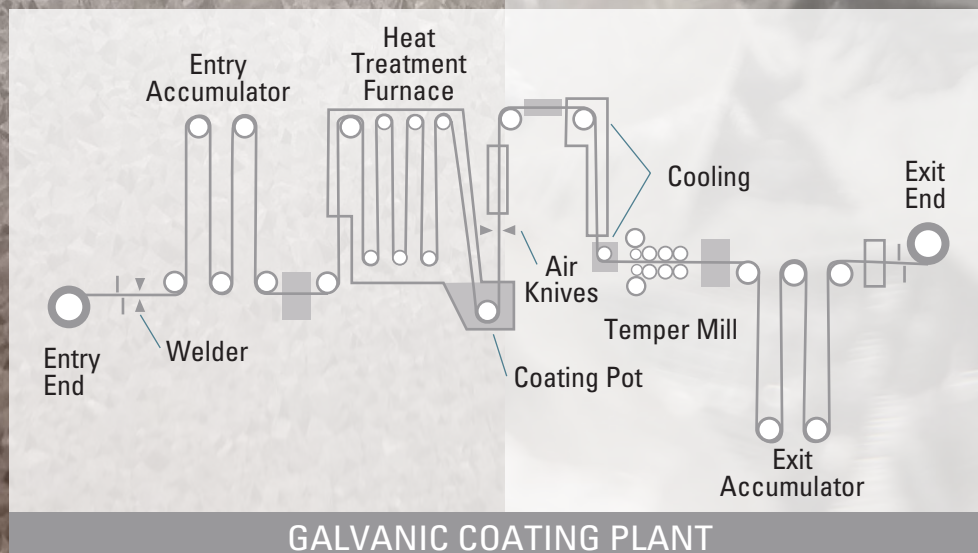 Entry
Accumulator
Heat
Treatment
Furnace
Cooling
Exit
End
Air
Knives
Temper Mill
Welder
Entry
End
Coating Pot
Exit
Accumulator
GALVANIC COATING PLANT